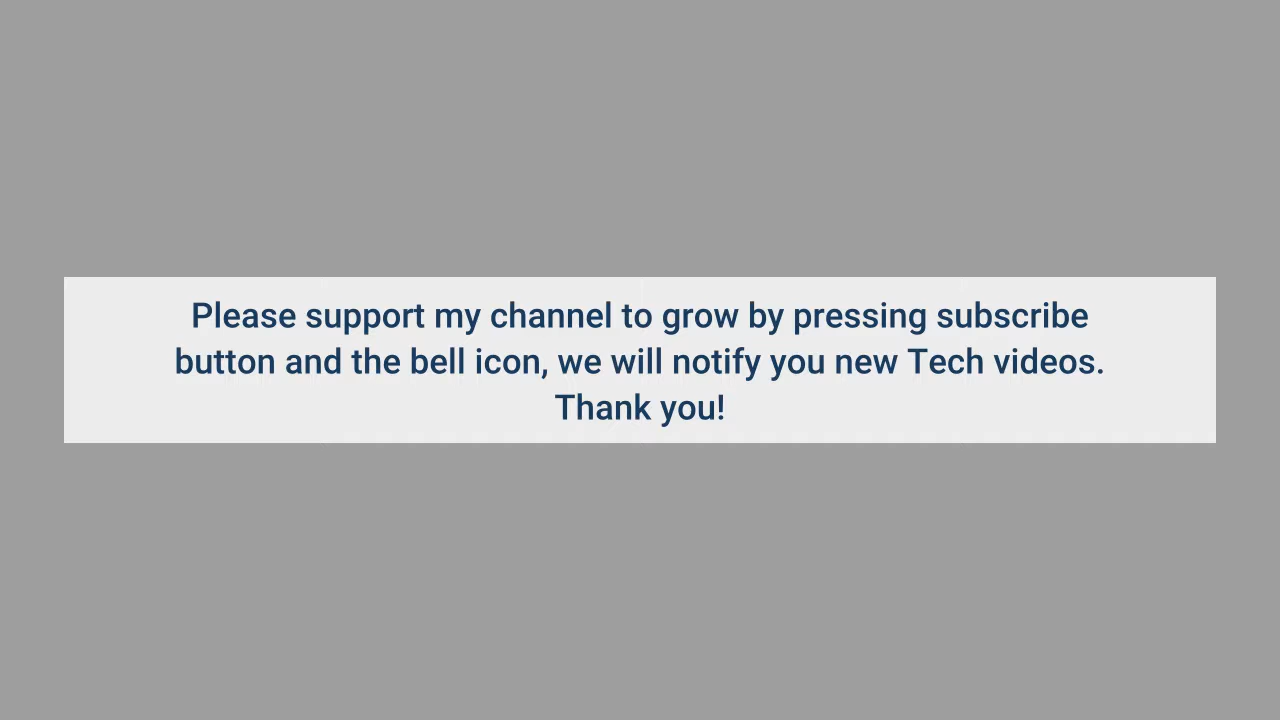 Please support my channel to grow by pressing subscribe
button and the bell icon, we will notify you new Tech videos.
Thank you!